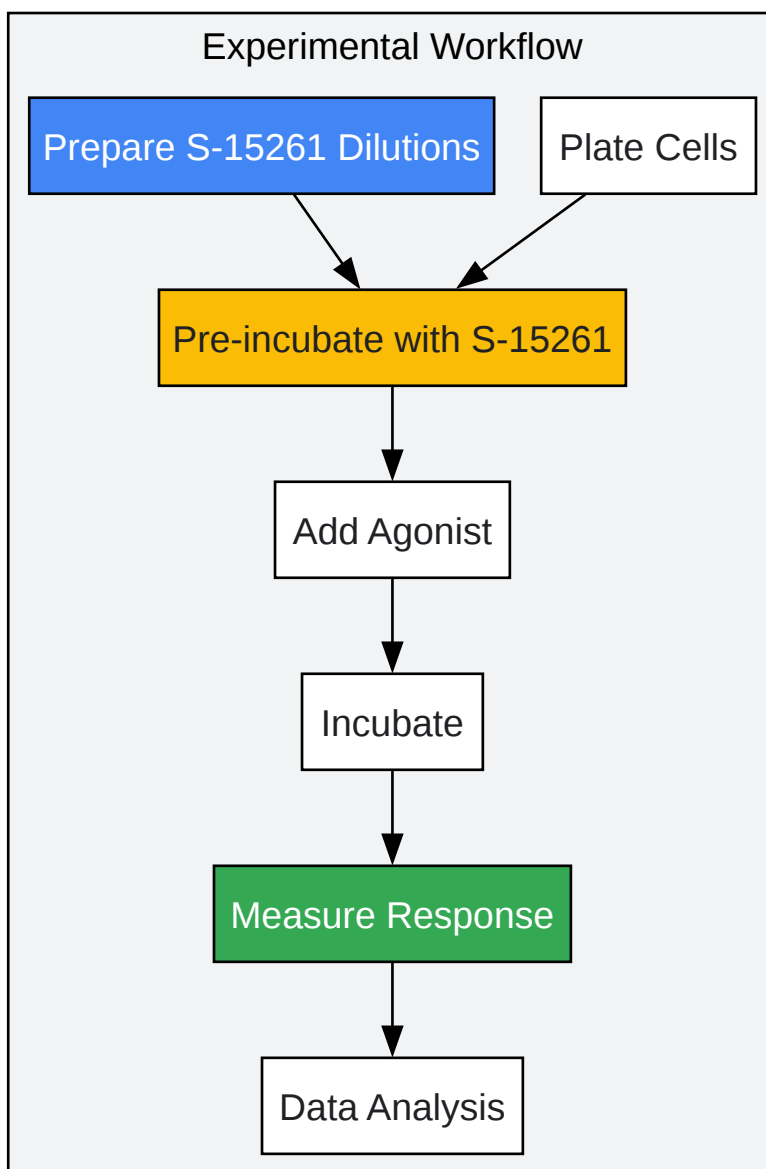 Experimental Workflow
Prepare S-15261 Dilutions
Plate Cells
Pre-incubate with S-15261
Add Agonist
Incubate
Measure Response
Data Analysis